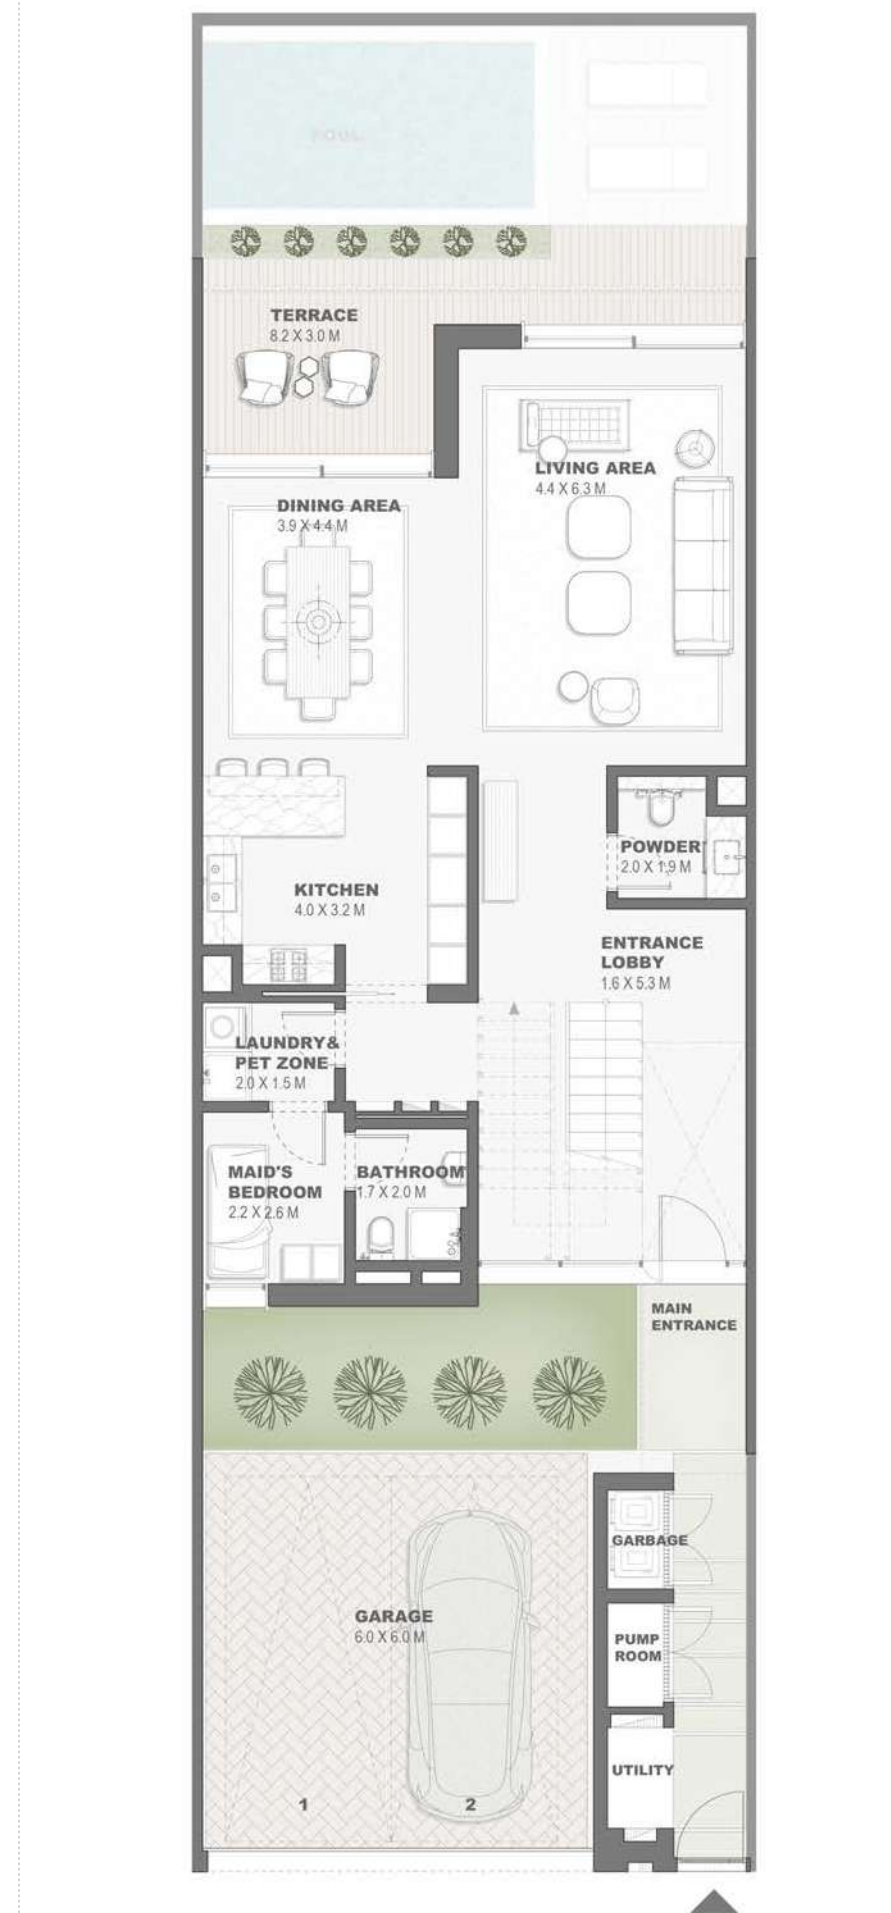 POOL
TERRACE
8.2 X 3.0 M
LIVING AREA
4.4 X 6.3 M
DINING AREA
3.9 X 4.4 M
POWDER
2.0 X 1.9 M
KITCHEN
4.0 X 3.2 M
ENTRANCE
LOBBY
1.6 X 5.3 M
LAUNDRY&
PET ZONE
2.0 X 1.5 M
MAID'S
BEDROOM
2.2 X 2.6 M
BATHROOM
1.7 X 2.0 M
MAIN
ENTRANCE
GARBAGE
GARAGE
6.0 X 6.0 M
PUMP
ROOM
UTILITY
1
2